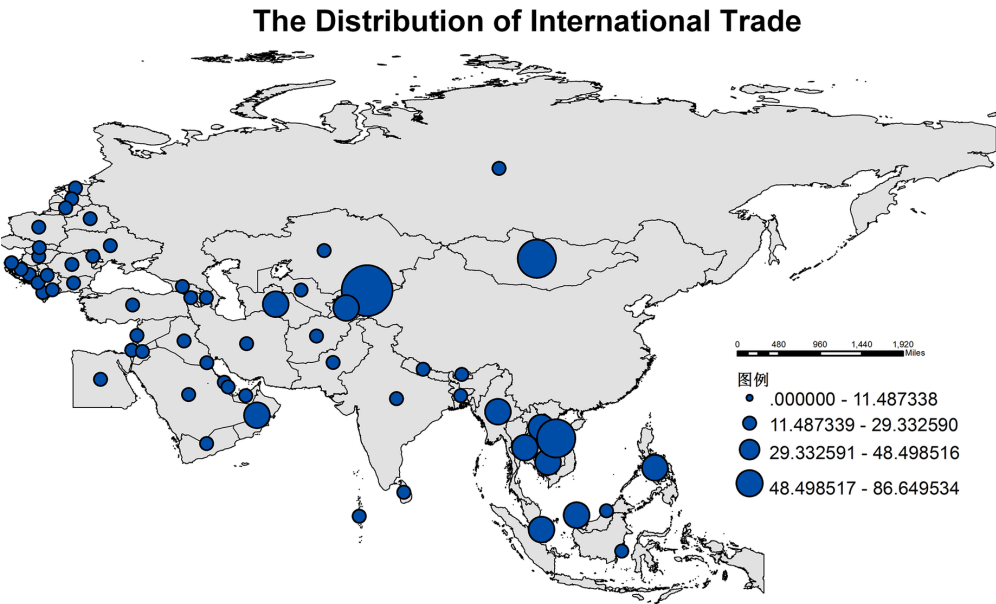 The Distribution of International Trade
0 480 960 1,440 1,920
Miles
图例
.000000 - 11.487338
11.487339 - 29.332590
29.332591 - 48.498516
48.498517 - 86.649534